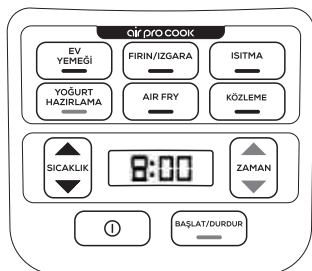 air pro cook
EV
YEMEĞİ
FIRIN/IZGARA
ISITMA
YOĞURT
HAZIRLAMA
AIR FRY
KÖZLEME
SICAKLIK
8:00
ZAMAN
BAŞLAT/DURDUR